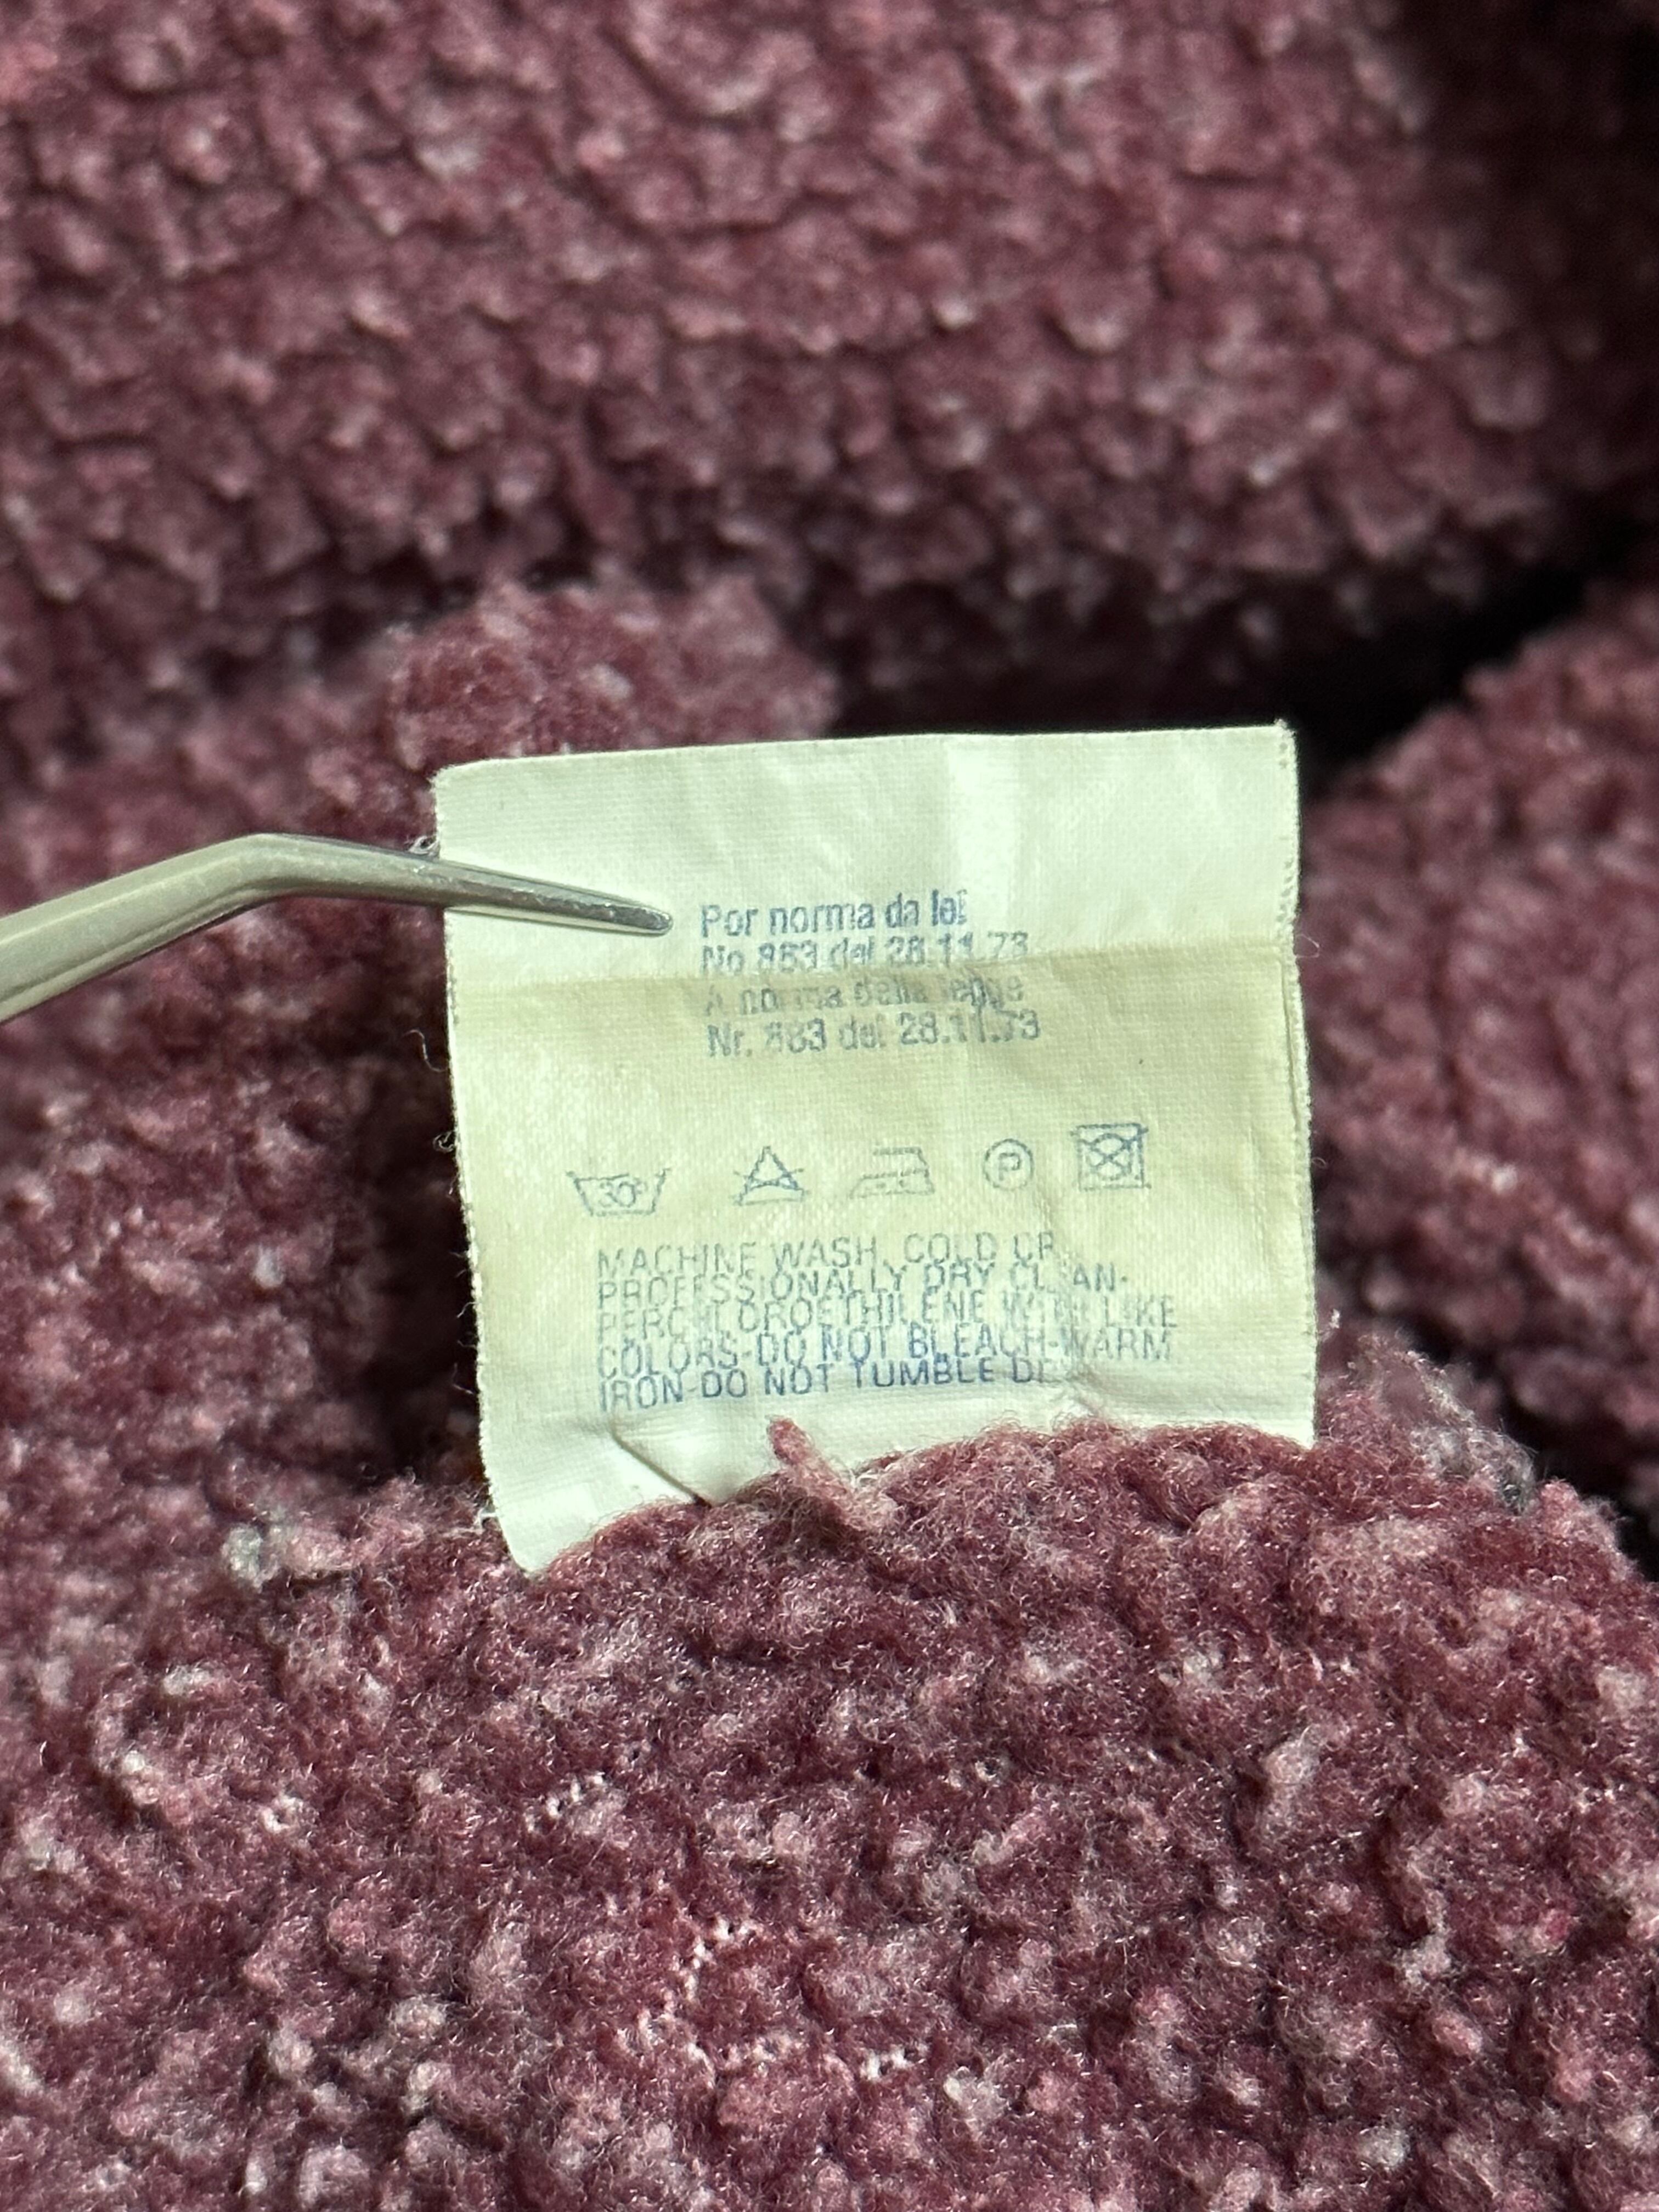 Por norma da lei
No 883 del 28.11.73
A norma della legge
Nr. 883 del 28.11.73
30° P
MACHINE WASH, COLD OR
PROFESSIONALLY DRY CLEAN-
PERCHLOROETHILENE WITH LIKE
COLORS-DO NOT BLEACH-WARM
IRON-DO NOT TUMBLE